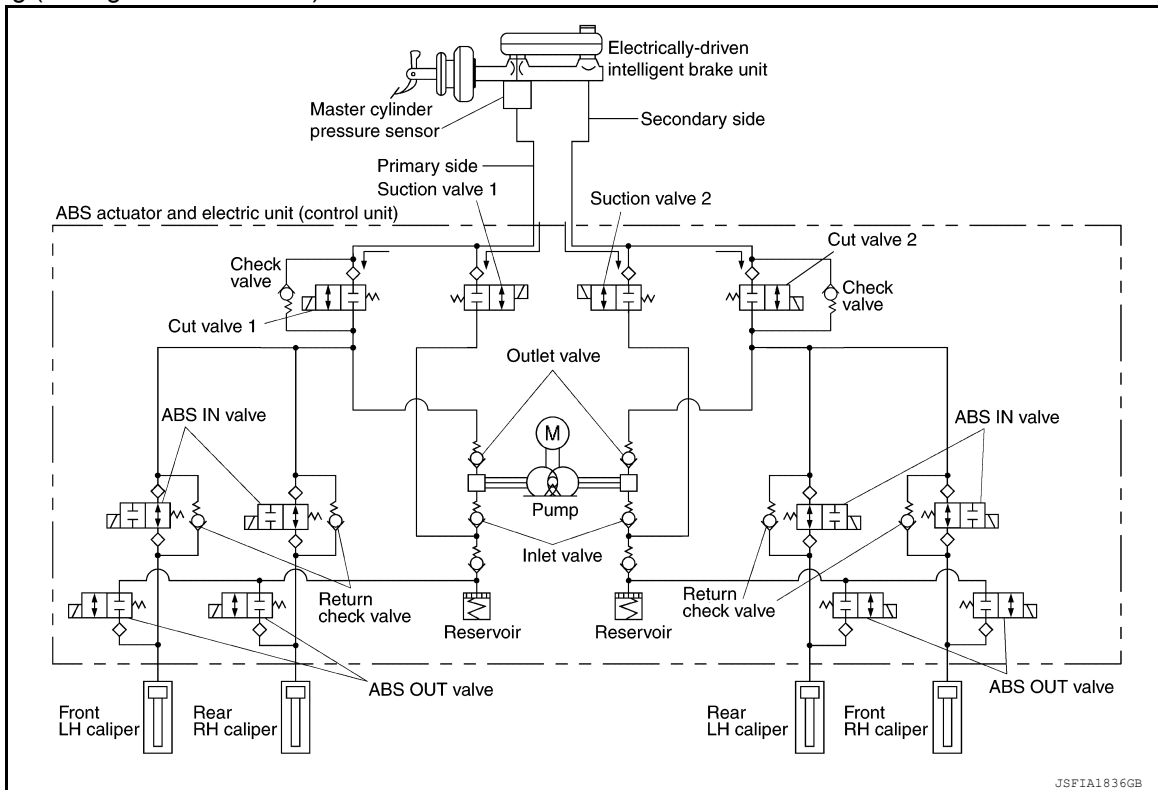 Electrically-driven
intelligent brake unit
Master cylinder
pressure sensor
Secondary side
Primary side
Suction valve 1
Suction valve 2
ABS actuator and electric unit (control unit)
Cut valve 2
Check
valve
Check
valve
Cut valve 1
Outlet valve
ABS IN valve
ABS IN valve
M
Pump
Inlet valve
Return
check valve
Return
check valve
Reservoir
Reservoir
ABS OUT valve
ABS OUT valve
Front
LH caliper
Rear
RH caliper
Rear
LH caliper
Front
RH caliper
JSFIA1836GB